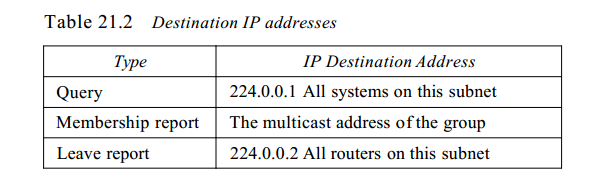 Table 21.2 Destination IP addresses
Type IP Destination Address
Query 224.0.0.1 All systems on this subnet
Membership report The multicast address of the group
Leave report 224.0.0.2 All routers on this subnet